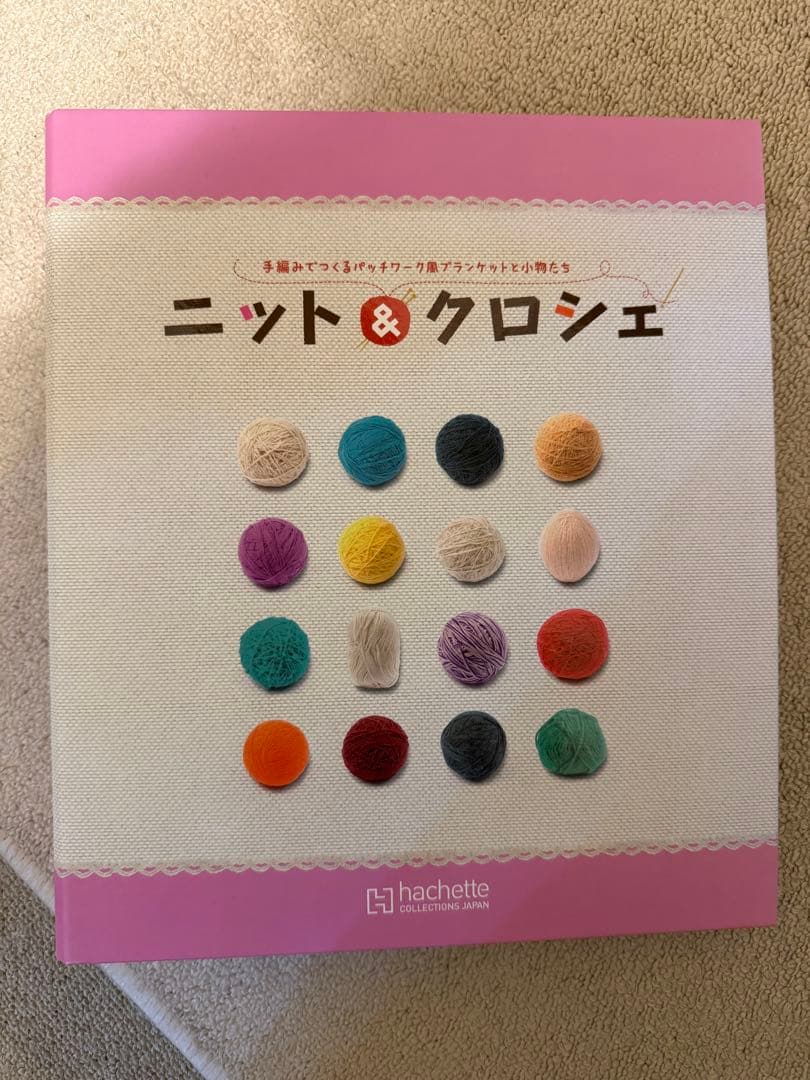 手編みでつくるパッチワーク風ブランケットと小物たち
ニット&クロシェ
hachette
COLLECTIONS JAPAN